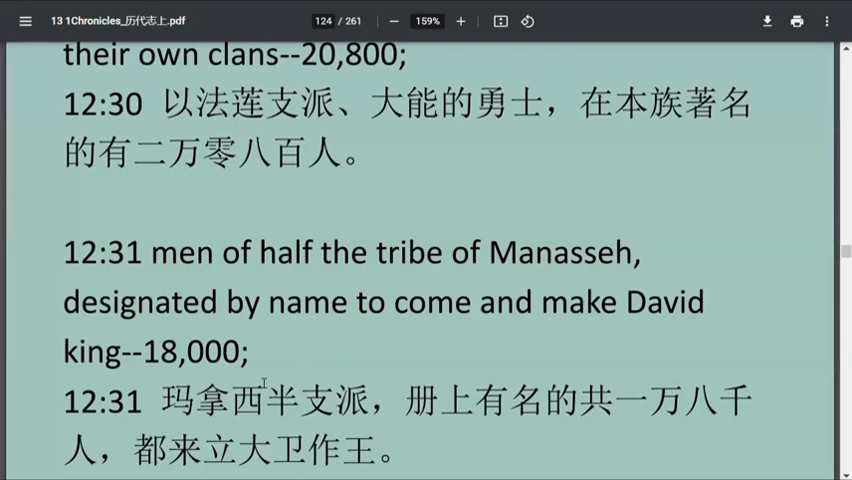 13 1Chronicles_历代志上.pdf 124 / 261 159%
their own clans--20,800;
12:30 以法莲支派、大能的勇士，在本族著名
的有二万零八百人。
12:31 men of half the tribe of Manasseh,
designated by name to come and make David
king--18,000;
12:31 玛拿西半支派，册上有名的共一万八千
人，都来立大卫作王。